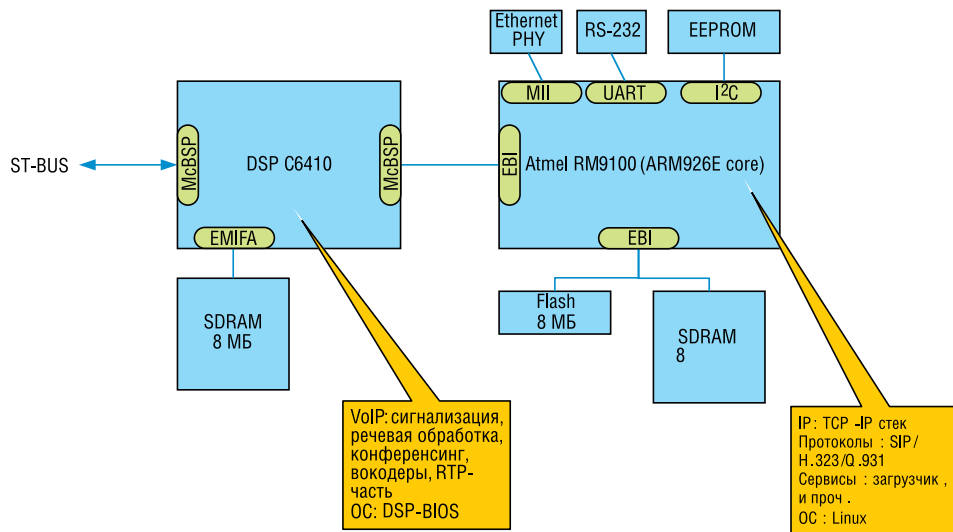 Ethernet
PHY
RS-232
EEPROM
MII
UART
I²C
ST-BUS
McBSP
DSP C6410
McBSP
EBI
Atmel RM9100 (ARM926E core)
EMIFA
EBI
SDRAM
8 МБ
Flash
8 МБ
SDRAM
8
VoIP: сигнализация,
речевая обработка,
конференсинг,
вокодеры, RTP-
часть
ОС: DSP-BIOS
IP: TCP -IP стек
Протоколы : SIP/
H.323/Q.931
Сервисы : загрузчик ,
и проч .
ОС : Linux